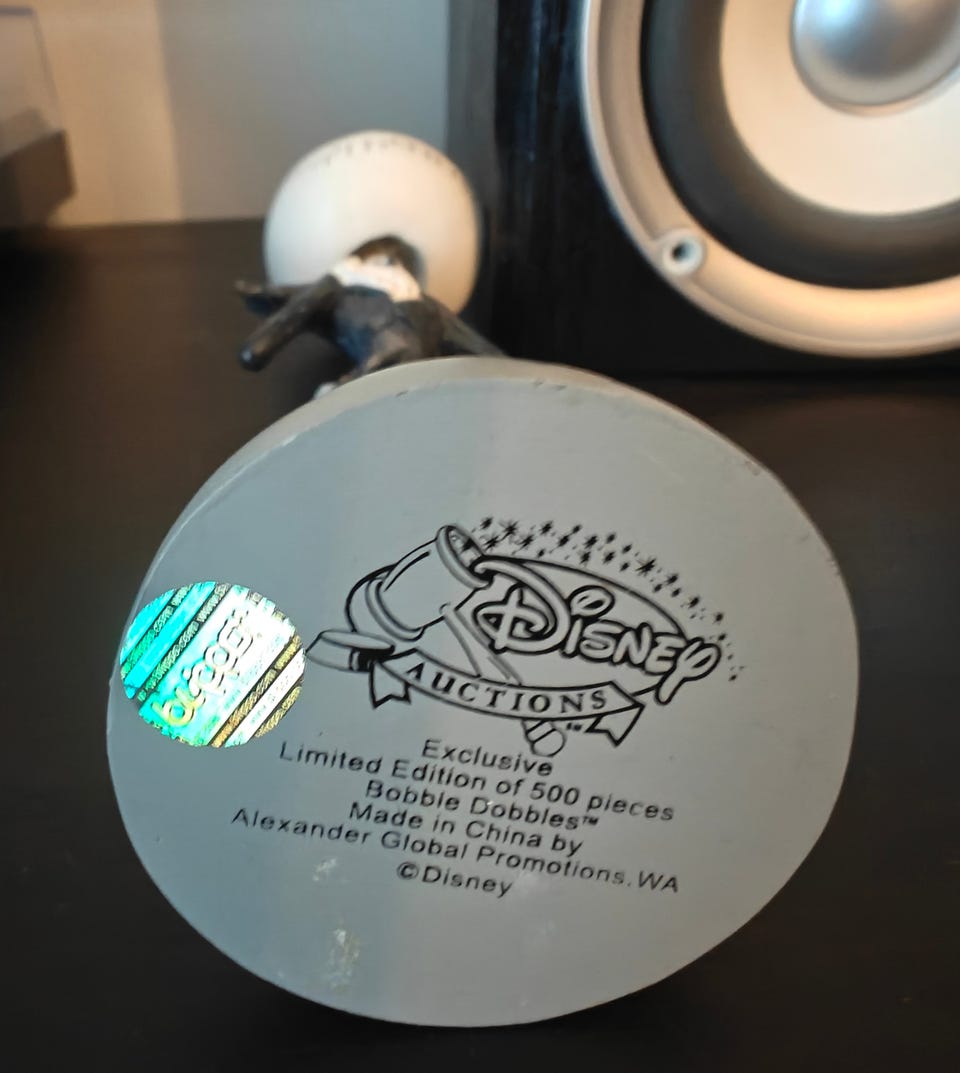 Disney
AUCTIONS
TM
Exclusive
Limited Edition of 500 pieces
Bobble Dobbles™
Made in China by
Alexander Global Promotions. WA
©Disney